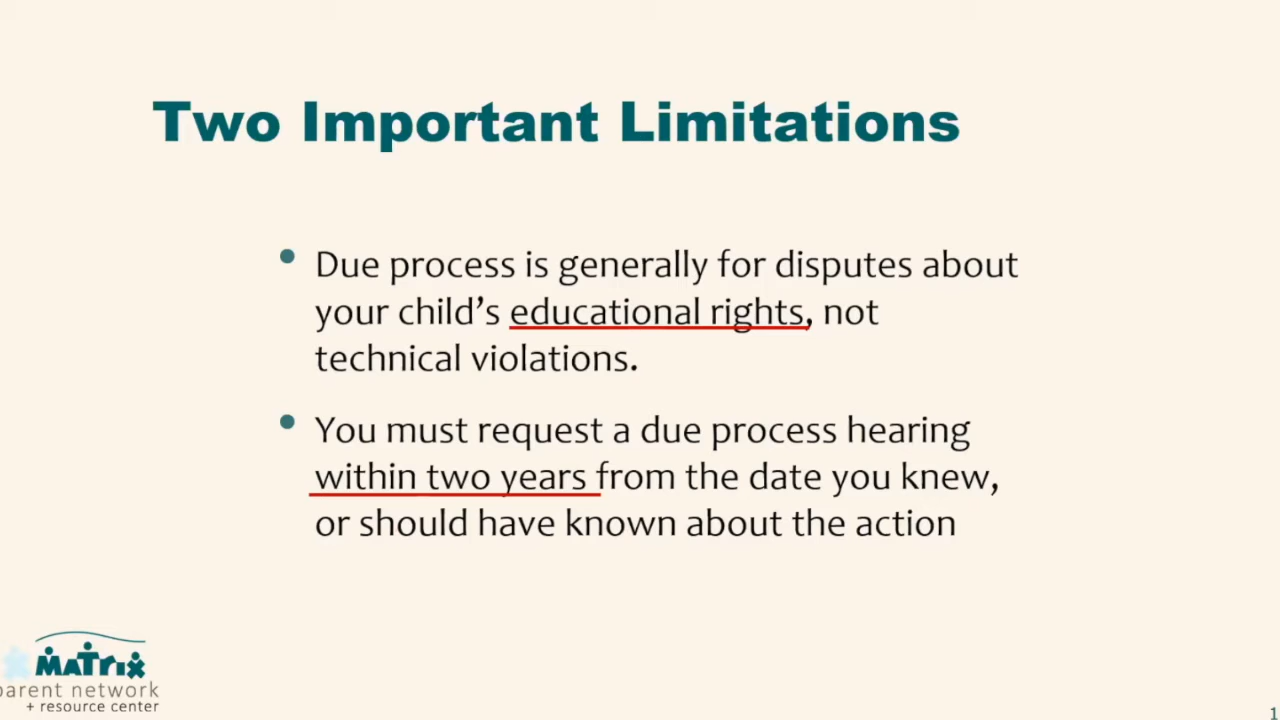 Two Important Limitations
• Due process is generally for disputes about
your child’s educational rights, not
technical violations.
• You must request a due process hearing
within two years from the date you knew,
or should have known about the action
MATrix
parent network
+ resource center
1